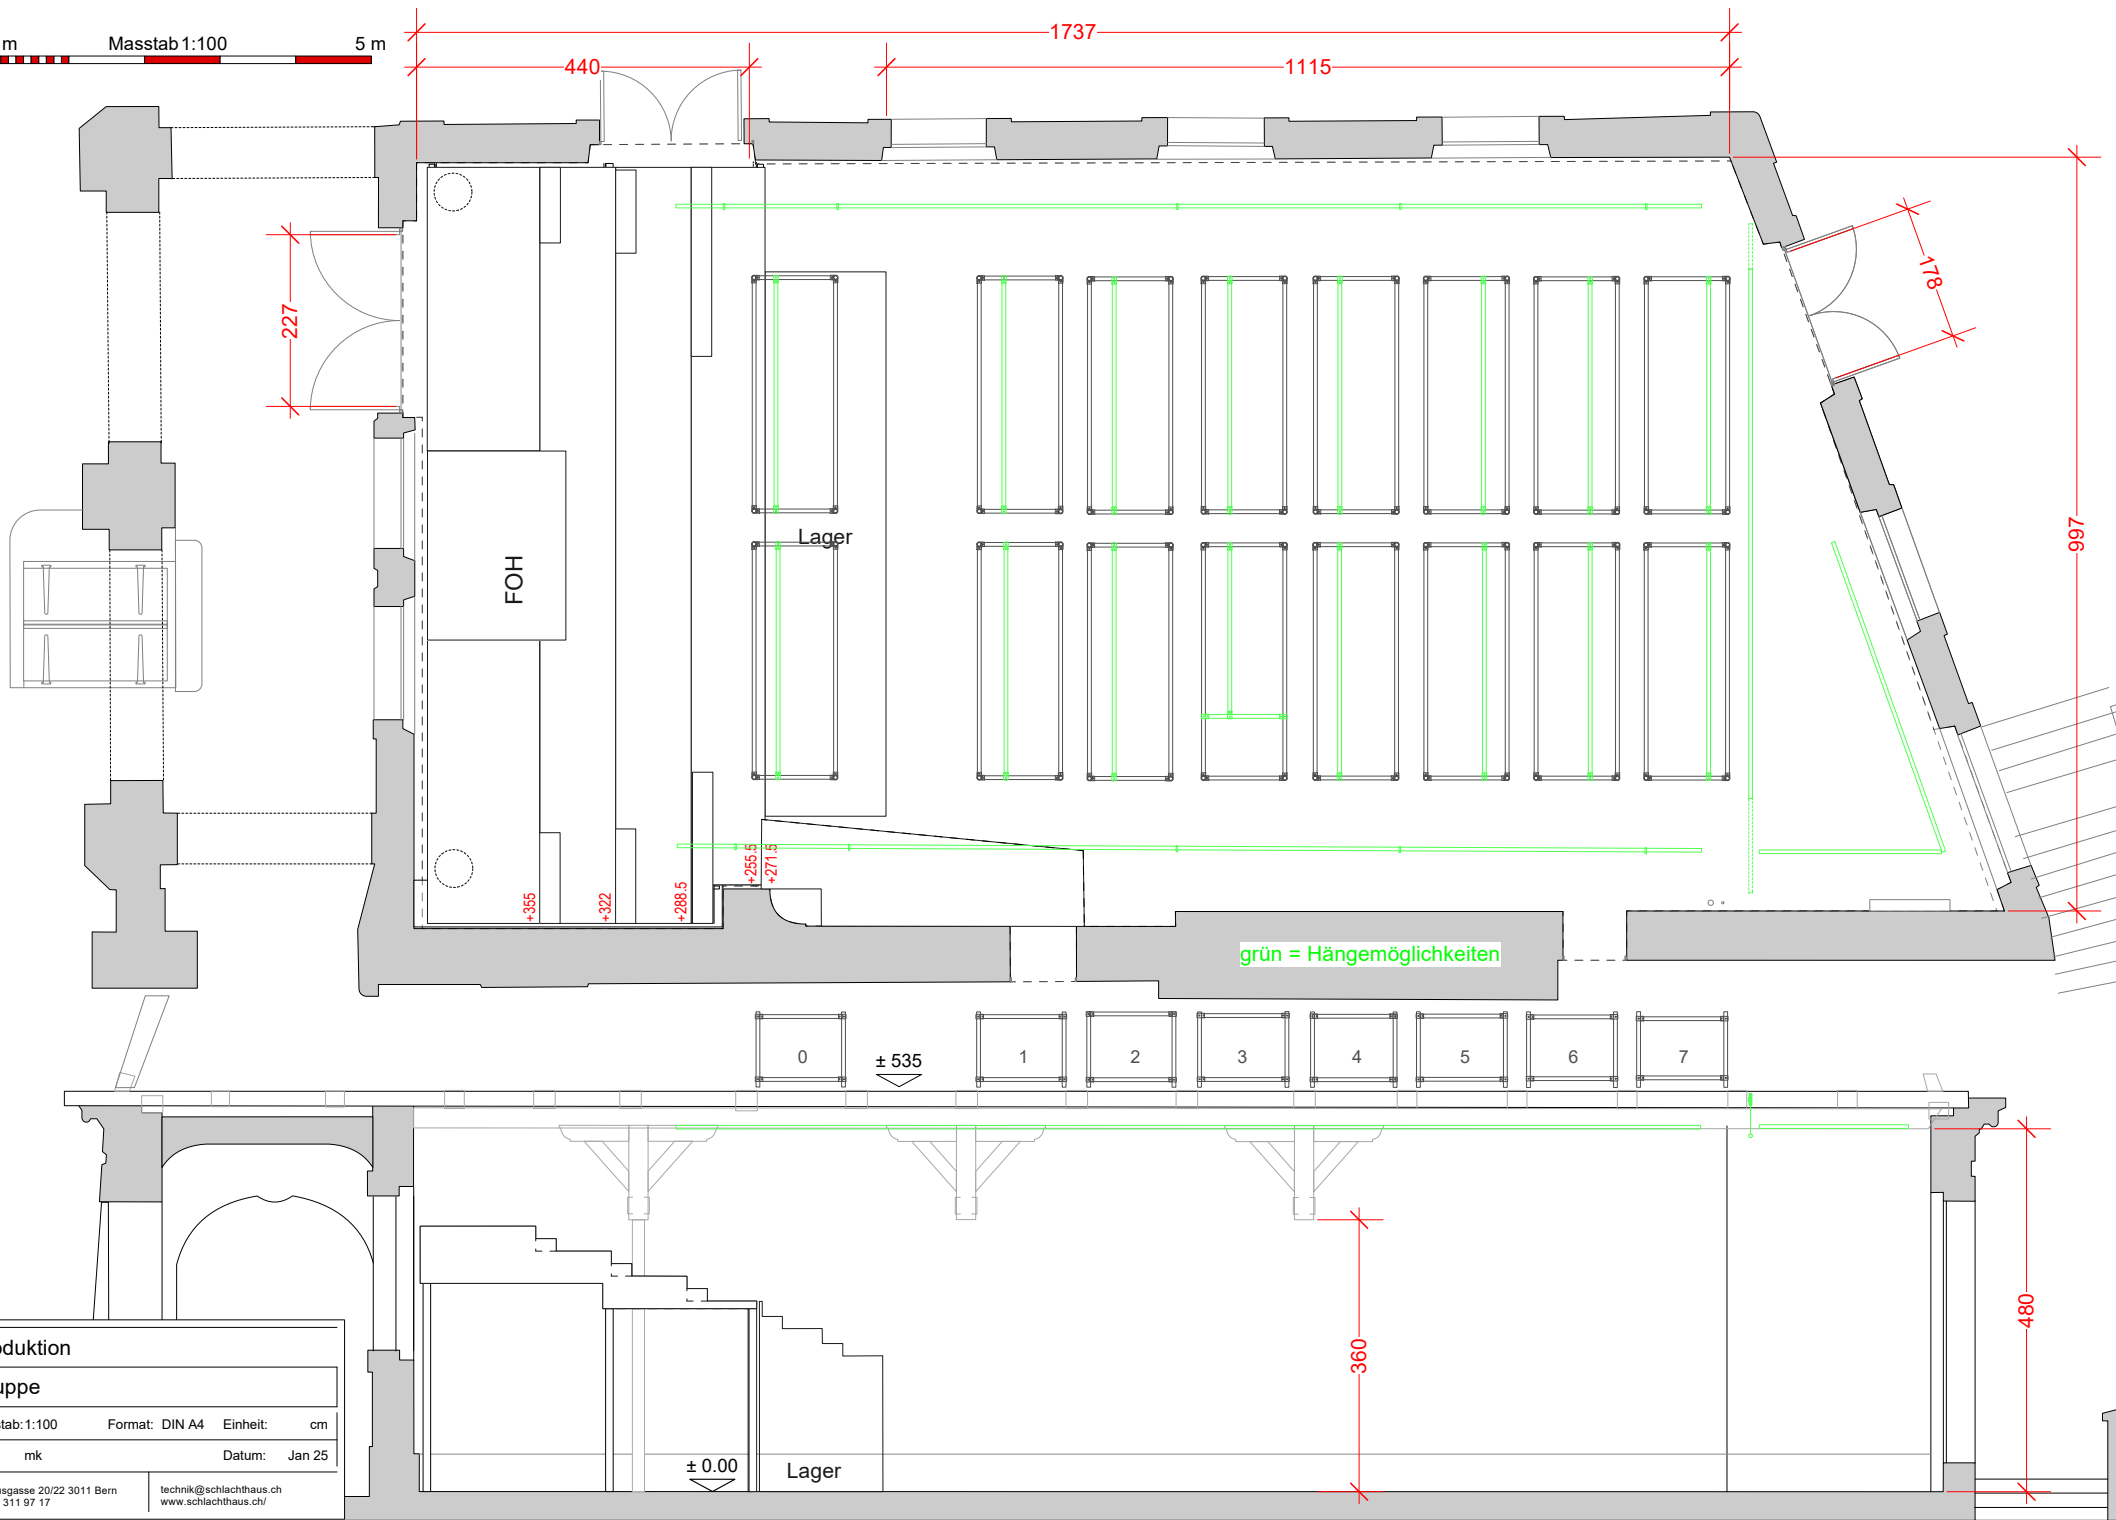 m Masstab 1:100 5 m
1737
440
1115
227
178
997
Lager
FOH
+355
+322
+288.5
+255.5
+271.5
grün = Hängemöglichkeiten
0 1 2 3 4 5 6 7
± 535
360
480
± 0.00
Lager
oduktion
uppe
stab: 1:100 Format: DIN A4 Einheit: cm
mk Datum: Jan 25
sgasse 20/22 3011 Bern
311 97 17
technik@schlachthaus.ch
www.schlachthaus.ch/